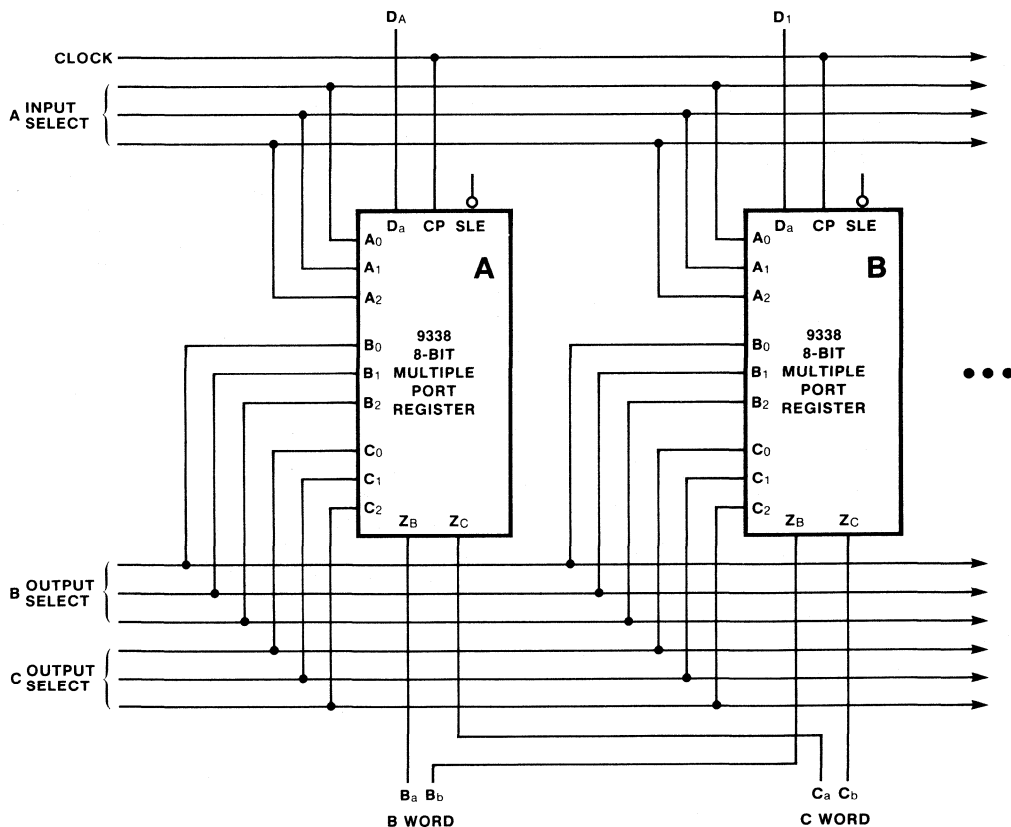 DA D1
CLOCK
A INPUT SELECT
Da CP SLE
Da CP SLE
A0
A1
A2
A
A0
A1
A2
B
B0
B1
B2
9338
8-BIT
MULTIPLE
PORT
REGISTER
B0
B1
B2
9338
8-BIT
MULTIPLE
PORT
REGISTER
C0
C1
C2
C0
C1
C2
ZB ZC
ZB ZC
B OUTPUT SELECT
C OUTPUT SELECT
Ba Bb
Ca Cb
B WORD
C WORD